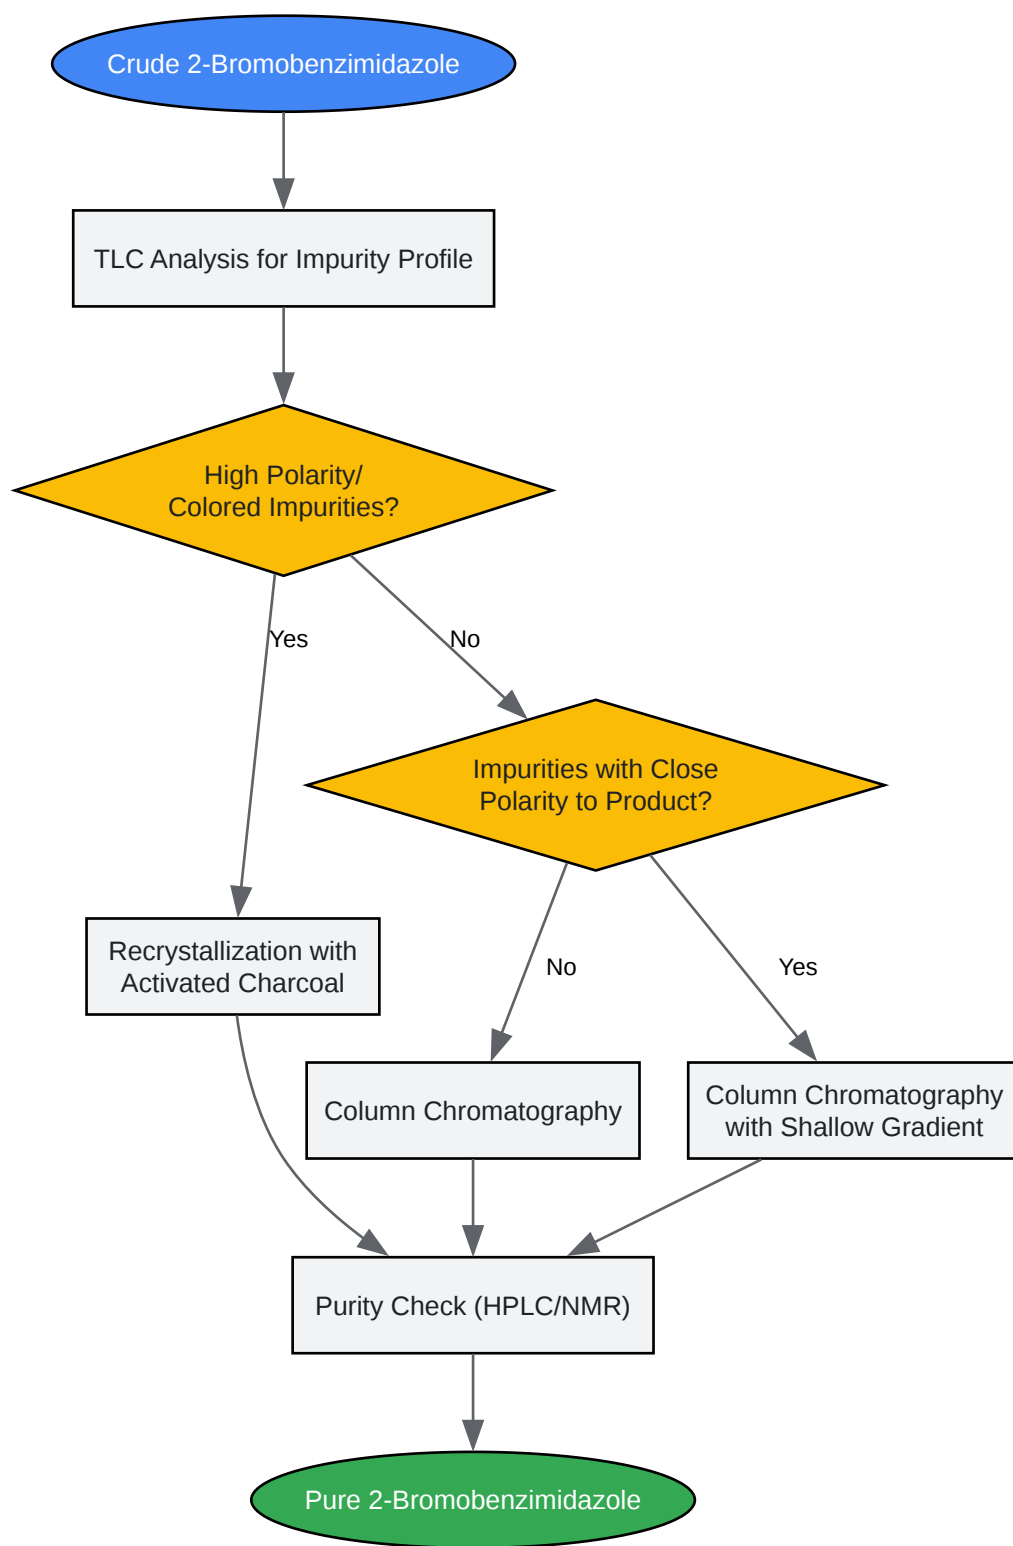 Crude 2-Bromobenzimidazole
TLC Analysis for Impurity Profile
High Polarity/
Colored Impurities?
Yes
No
Impurities with Close
Polarity to Product?
Recrystallization with
Activated Charcoal
No
Yes
Column Chromatography
Column Chromatography
with Shallow Gradient
Purity Check (HPLC/NMR)
Pure 2-Bromobenzimidazole